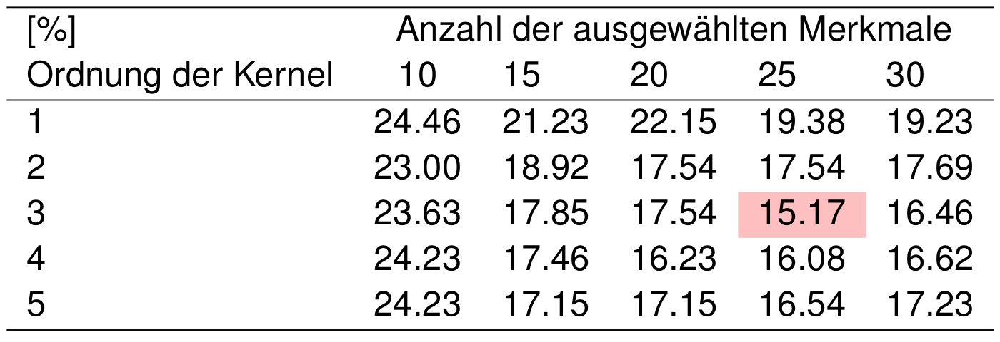 [%] Anzahl der ausgewählten Merkmale
Ordnung der Kernel 10 15 20 25 30
1 24.46 21.23 22.15 19.38 19.23
2 23.00 18.92 17.54 17.54 17.69
3 23.63 17.85 17.54 15.17 16.46
4 24.23 17.46 16.23 16.08 16.62
5 24.23 17.15 17.15 16.54 17.23